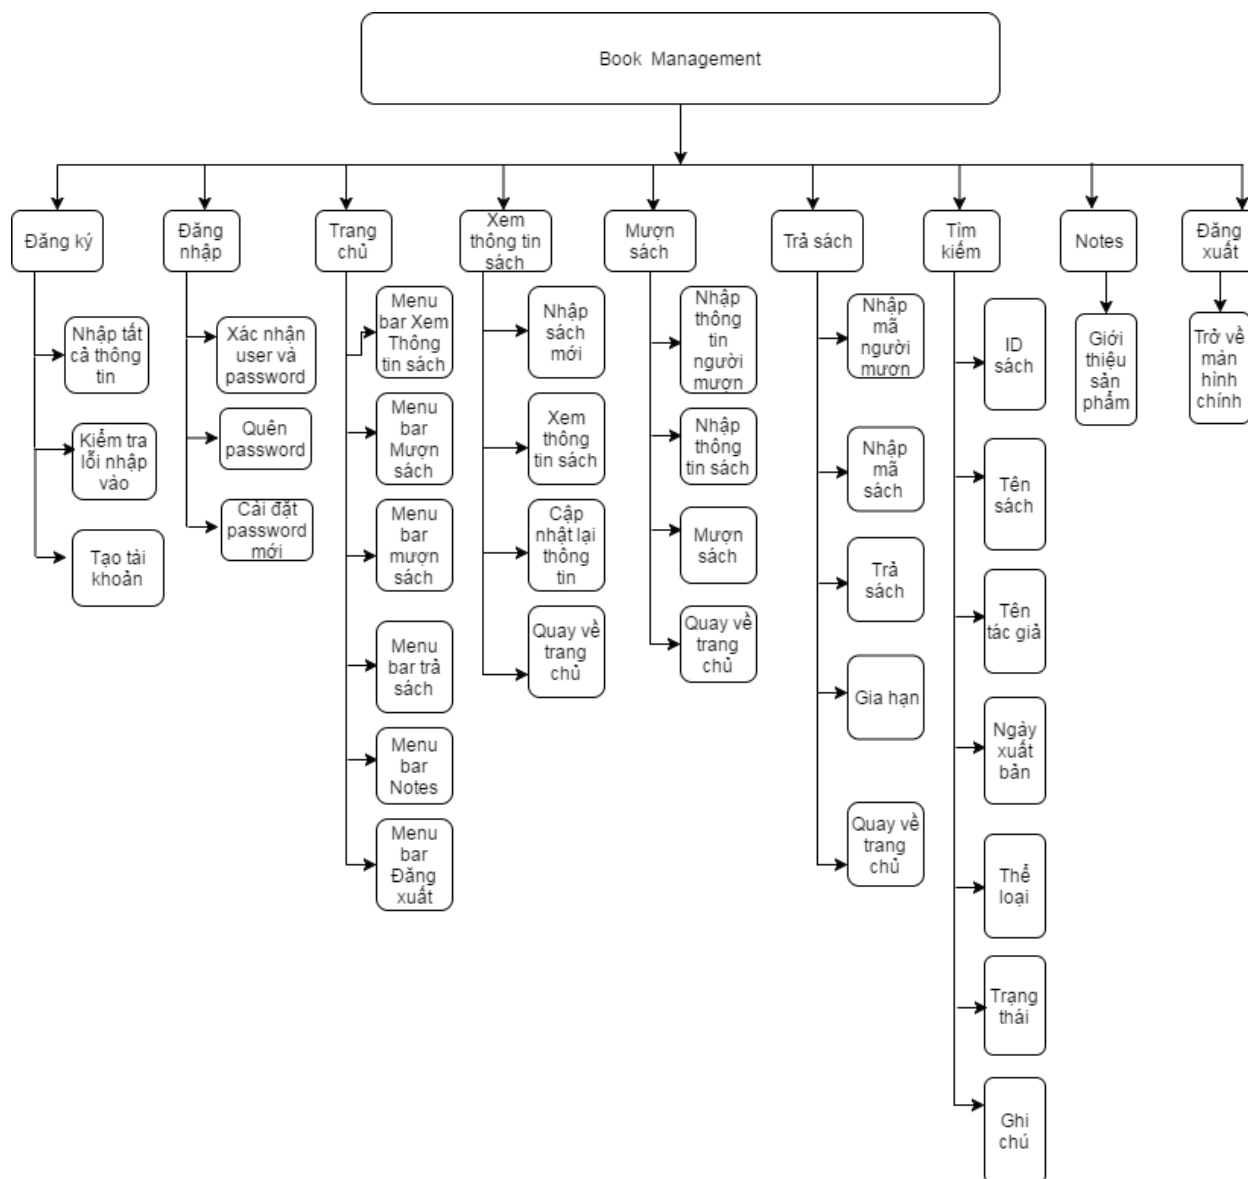 Book Management
Đăng ký
Đăng
nhập
Trang
chủ
Xem
thông tin
sách
Mượn
sách
Trả sách
Tìm
kiếm
Notes
Đăng
xuất
Nhập tất
cả thông
tin
Kiểm tra
lỗi nhập
vào
Tạo tài
khoản
Xác nhận
user và
password
Quên
password
Cài đặt
password
mới
Menu
bar Xem
Thông
tin sách
Menu
bar
Mượn
sách
Menu
bar
mượn
sách
Menu
bar trả
sách
Menu
bar
Notes
Menu
bar
Đăng
xuất
Nhập
sách
mới
Xem
thông
tin sách
Cập
nhật lại
thông
tin
Quay về
trang
chủ
Nhập
thông
tin
người
mượn
Nhập
thông
tin sách
Mượn
sách
Quay về
trang
chủ
Nhập
mã
người
mươn
Nhập
mã
sách
Trả
sách
Gia hạn
Quay về
trang
chủ
ID
sách
Tên
sách
Tên
tác giả
Ngày
xuất
bản
Thể
loại
Trạng
thái
Ghi
chú
Giới
thiệu
sản
phẩm
Trở về
màn
hình
chính